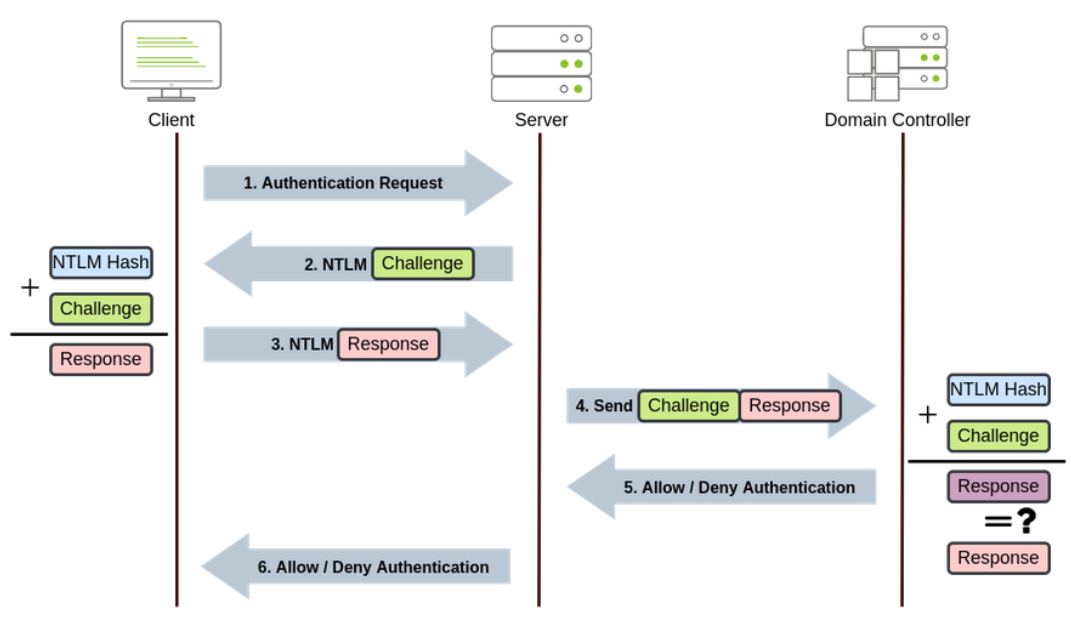 Client
Server
Domain Controller
1. Authentication Request
2. NTLM Challenge
NTLM Hash
+
Challenge
Response
3. NTLM Response
4. Send Challenge Response
NTLM Hash
+
Challenge
Response
=?
Response
5. Allow / Deny Authentication
6. Allow / Deny Authentication